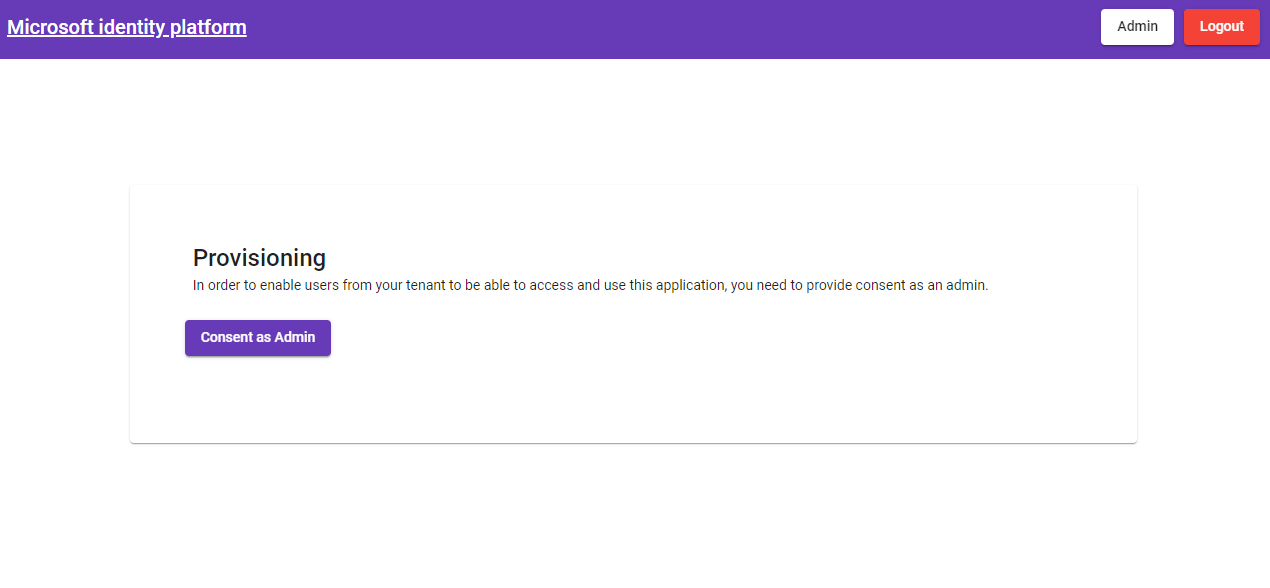 Microsoft identity platform
Admin
Logout
Provisioning
In order to enable users from your tenant to be able to access and use this application, you need to provide consent as an admin.
Consent as Admin